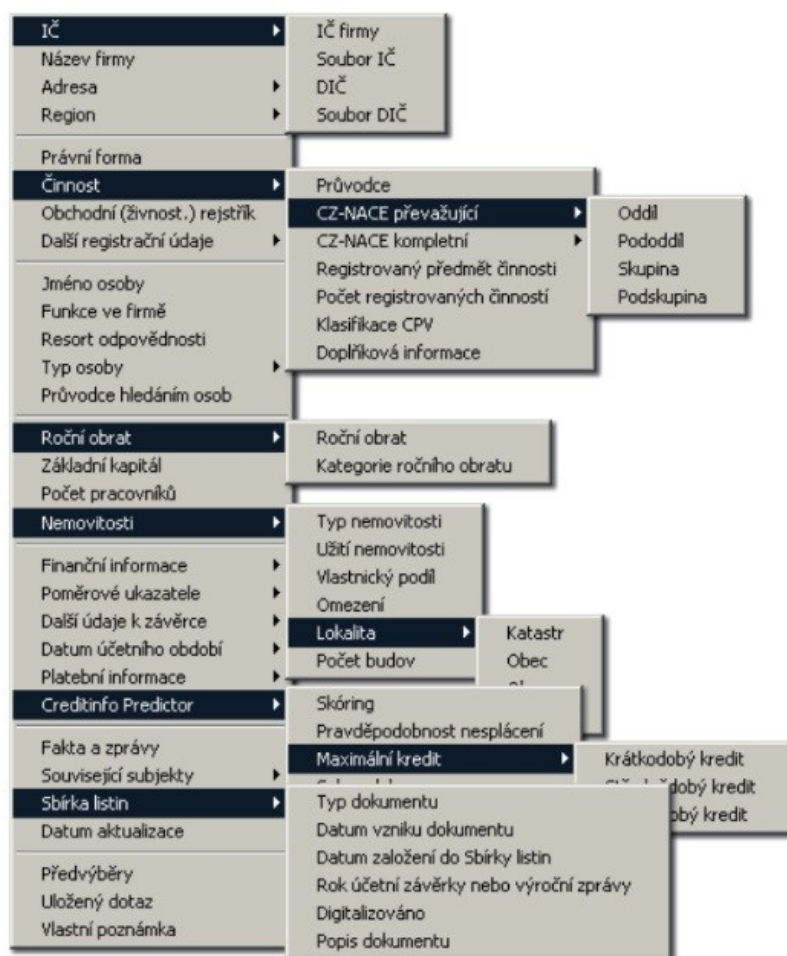 IČ
Název firmy
Adresa
Region
Právní forma
Činnost
Obchodní (živnost.) rejstřík
Další registrační údaje
Jméno osoby
Funkce ve firmě
Resort odpovědnosti
Typ osoby
Průvodce hledáním osob
Roční obrat
Základní kapitál
Počet pracovníků
Nemovitosti
Finanční informace
Poměrové ukazatele
Další údaje k závěrce
Datum účetního období
Platební informace
Creditinfo Predictor
Fakta a zprávy
Související subjekty
Sbírka listin
Datum aktualizace
Předvýběry
Uložený dotaz
Vlastní poznámka
IČ firmy
Soubor IČ
DIČ
Soubor DIČ
Průvodce
CZ-NACE převažující
CZ-NACE kompletní
Registrovaný předmět činnosti
Počet registrovaných činností
Klasifikace CPV
Doplňková informace
Oddíl
Pododdíl
Skupina
Podskupina
Roční obrat
Kategorie ročního obratu
Typ nemovitosti
Užití nemovitosti
Vlastnický podíl
Omezení
Lokalita
Počet budov
Katastr
Obec
Skóring
Pravděpodobnost nesplácení
Maximální kredit
Krátkodobý kredit
kredit
kredit
Typ dokumentu
Datum vzniku dokumentu
Datum založení do Sbírky listin
Rok účetní závěrky nebo výroční zprávy
Digitalizováno
Popis dokumentu